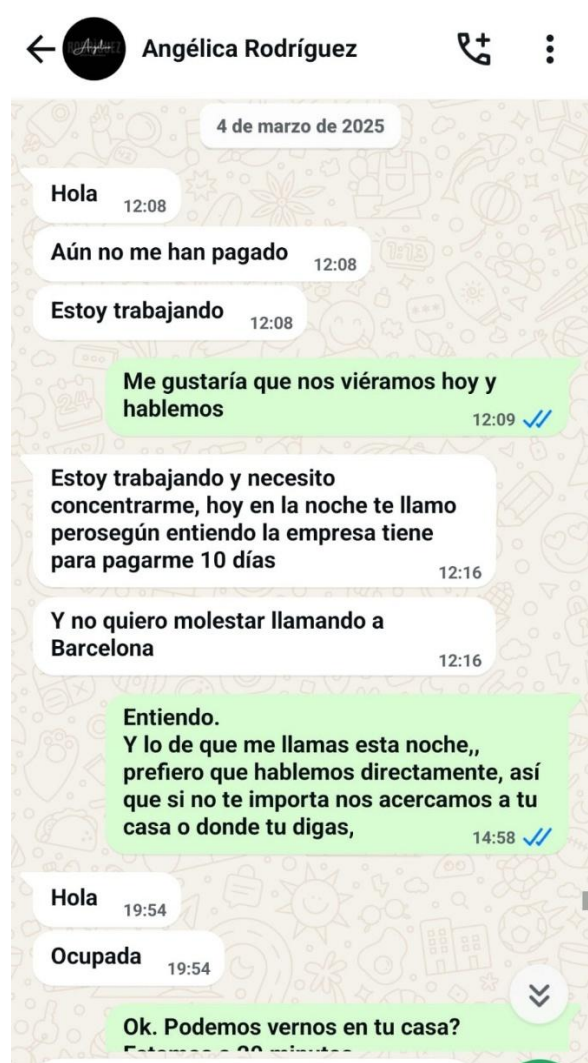 Angélica Rodríguez
4 de marzo de 2025
Hola 12:08
Aún no me han pagado 12:08
Estoy trabajando 12:08
Me gustaría que nos viéramos hoy y
hablemos 12:09
Estoy trabajando y necesito
concentrarme, hoy en la noche te llamo
perosegún entiendo la empresa tiene
para pagarme 10 días 12:16
Y no quiero molestar llamando a
Barcelona 12:16
Entiendo.
Y lo de que me llamas esta noche,,
prefiero que hablemos directamente, así
que si no te importa nos acercamos a tu
casa o donde tu digas, 14:58
Hola 19:54
Ocupada 19:54
Ok. Podemos vernos en tu casa?